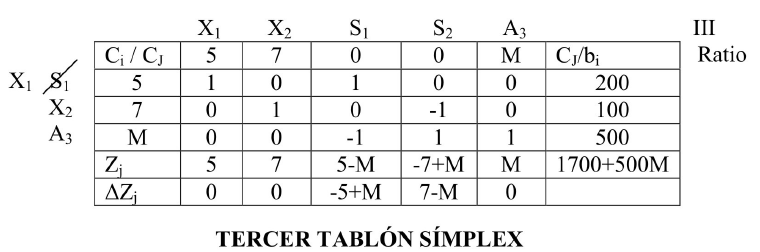 X₁ X₂ S₁ S₂ A₃ III
Cᵢ / C_J 5 7 0 0 M C_J/bᵢ Ratio
X₁ S₁ 5 1 0 1 0 0 200
X₂ 7 0 1 0 -1 0 100
A₃ M 0 0 -1 1 1 500
Zⱼ 5 7 5-M -7+M M 1700+500M
ΔZⱼ 0 0 -5+M 7-M 0
TERCER TABLÓN SÍMPLEX